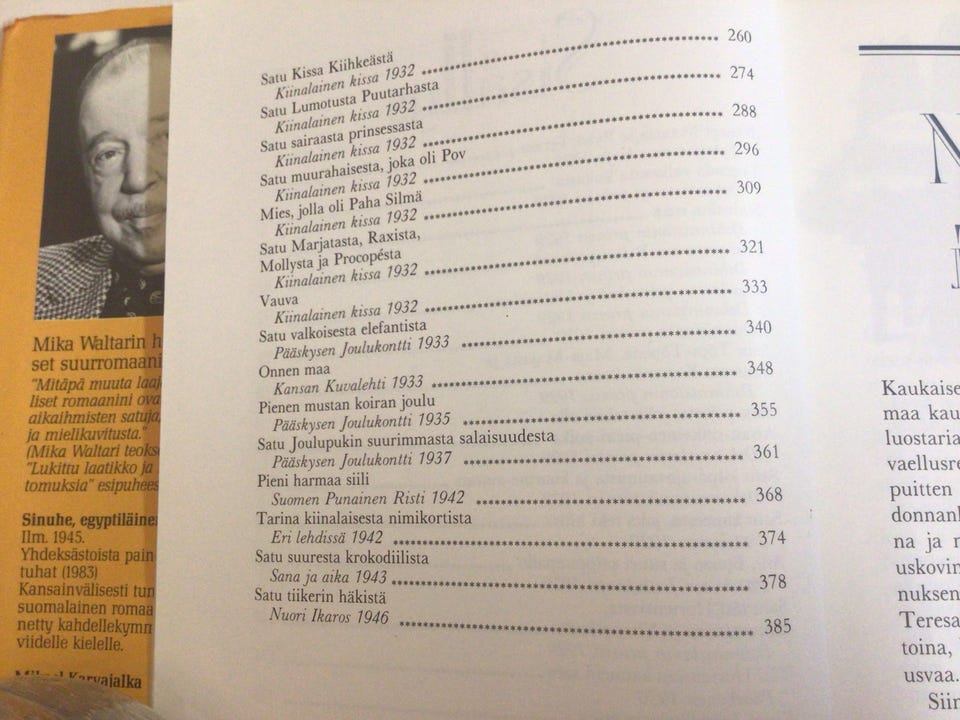 Mika Waltarin
set suurromaani
"Mitäpä muuta
liset romaanini ova
aikaihmisten satuja
ja mielikuvitusta."
(Mika Waltari teoks
"Lukittu laatikko ja
tomuksia" esipuhees
Sinuhe, egyptiläine
Ilm. 1945.
Yhdeksästoista pain
tuhat (1983)
Kansainvälisesti tun
suomalainen romaa
netty kahdellekymm
viidelle kielelle.
Mikael Karvajalka
Satu Kissa Kiihkeästä
Kiinalainen kissa 1932 260
Satu Lumotusta Puutarhasta
Kiinalainen kissa 1932 274
Satu sairaasta prinsessasta
Kiinalainen kissa 1932 288
Satu muurahaisesta, joka oli Pov
Kiinalainen kissa 1932 296
Mies, jolla oli Paha Silmä
Kiinalainen kissa 1932 309
Satu Marjatasta, Raxista,
Mollysta ja Procopésta
Kiinalainen kissa 1932 321
Vauva
Kiinalainen kissa 1932 333
Satu valkoisesta elefantista
Pääskysen Joulukontti 1933 340
Onnen maa
Kansan Kuvalehti 1933 348
Pienen mustan koiran joulu
Pääskysen Joulukontti 1935 355
Satu Joulupukin suurimmasta salaisuudesta
Pääskysen Joulukontti 1937 361
Pieni harmaa siili
Suomen Punainen Risti 1942 368
Tarina kiinalaisesta nimikortista
Eri lehdissä 1942 374
Satu suuresta krokodiilista
Sana ja aika 1943 378
Satu tiikerin häkistä
Nuori Ikaros 1946 385
N
Kaukaise
maa kau
luostaria
vaellusre
puitten
donnanl
na ja n
uskovin
nuksen
Teresa
toina,
usvaa.
Siin